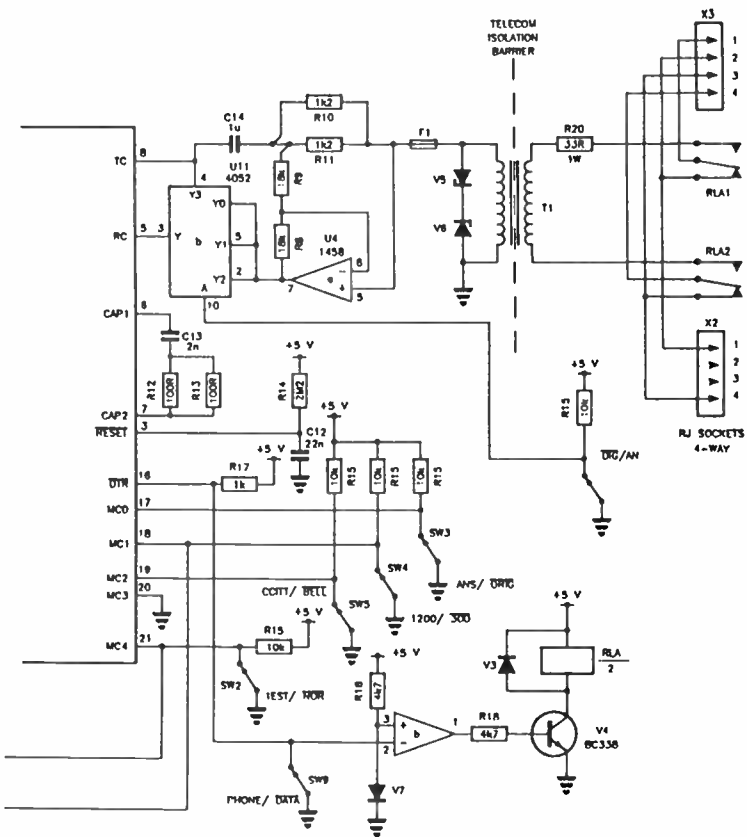 TELECOM
ISOLATION
BARRIER
X3
1
2
3
4
C14
1u
1k2
R10
1k2
R11
F1
R20
33R
1W
TC
8
U11
4052
4
Y3
Y0
R9
18k
RC
5
3
Y
b
Y1
5
Y2
2
A
10
R8
18k
U4
1458
7
6
5
V5
V6
T1
RLA1
RLA2
CAP1
6
C13
2n
R12
100R
R13
100R
CAP2
7
RESET
3
+5 V
R14
2M2
C12
22n
+5 V
+5 V
R15
10k
DIG/AN
X2
1
2
3
4
RJ SOCKETS
4-WAY
DTR
16
R17
1k
+5 V
10k
R15
10k
R15
10k
R15
MC0
17
MC1
18
MC2
19
MC3
20
MC4
21
SW3
ANS/ ORIG
SW4
1200/ 300
CCITT/ BELL
SW5
R15
10k
+5 V
SW2
TEST/ NOR
+5 V
R18
4k7
3
2
b
1
R18
4k7
+5 V
V3
RLA
2
V4
BC338
V7
SW9
PHONE/ DATA